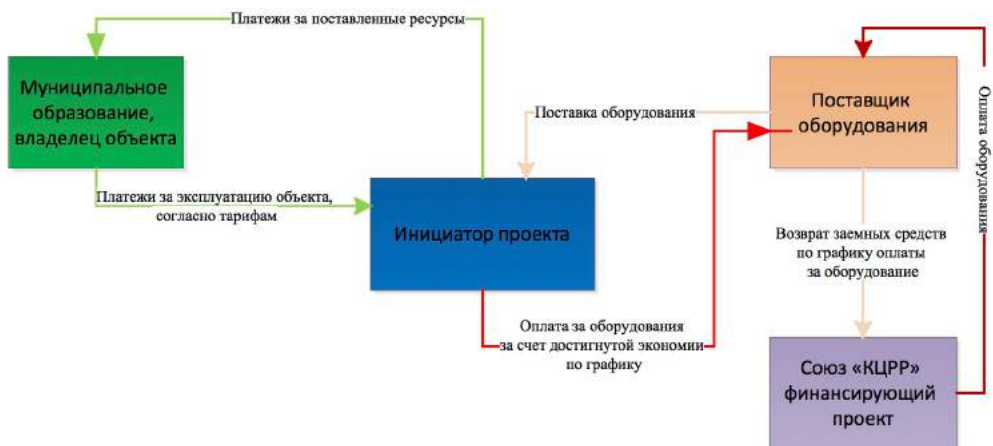 Платежи за поставленные ресурсы
Муниципальное
образование,
владелец объекта
Поставка оборудования
Поставщик
оборудования
Оплата оборудования
Платежи за эксплуатацию объекта,
согласно тарифам
Инициатор проекта
Возврат заемных средств
по графику оплаты
за оборудование
Оплата за оборудования
за счет достигнутой экономии
по графику
Союз «КЦРР»
финансирующий
проект